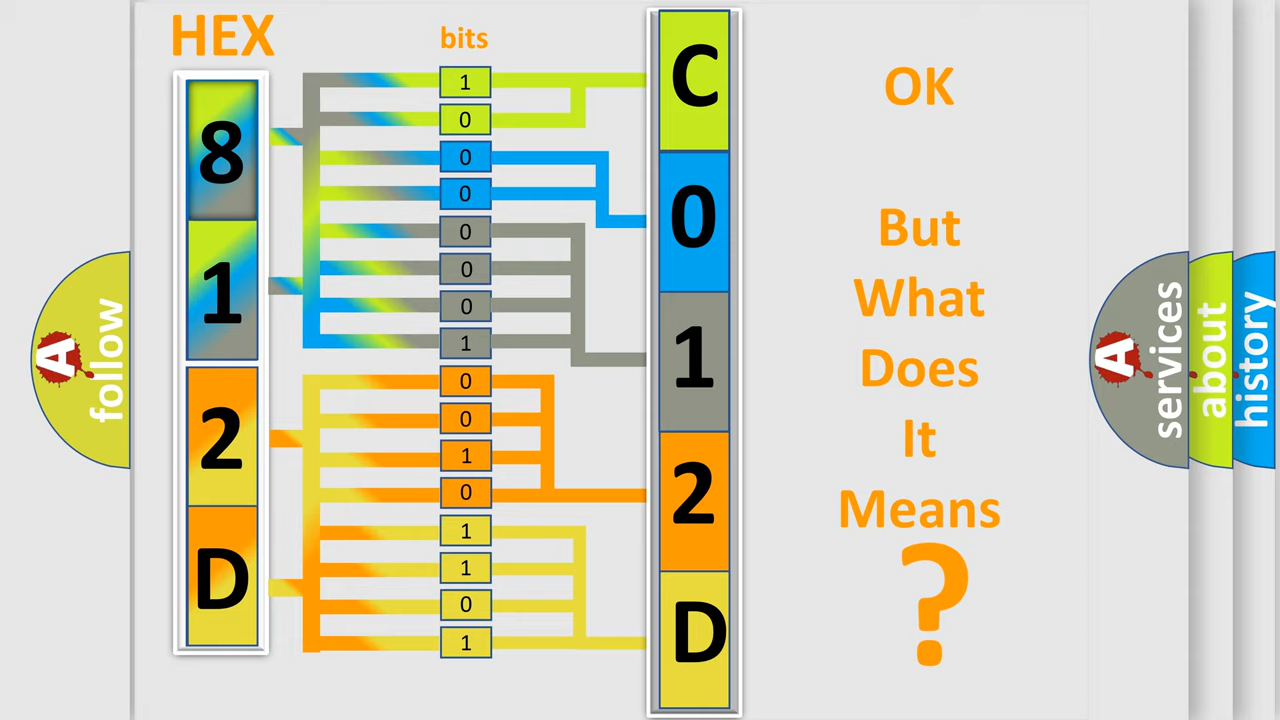 HEX
bits
8
1
2
D
1
0
0
0
0
0
0
1
0
0
1
0
1
1
0
1
C
0
1
2
D
OK
But
What
Does
It
Means
?
A
follow
A
services
about
history